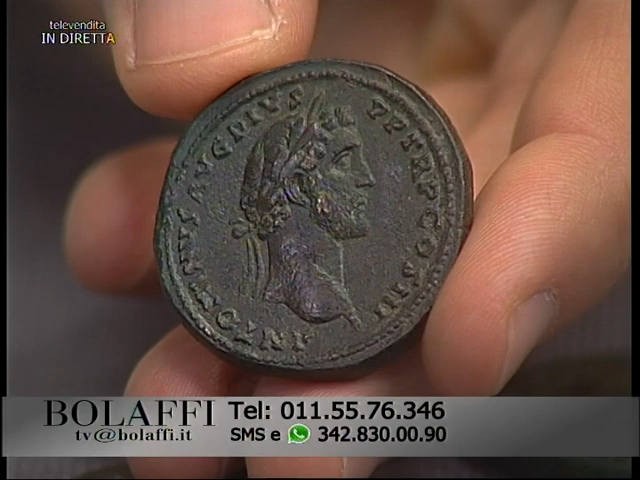 televendita
IN DIRETTA
ANTONINVS AVG PIVS P P TR P COS III
BOLAFFI
tv@bolaffi.it
Tel: 011.55.76.346
SMS e 342.830.00.90